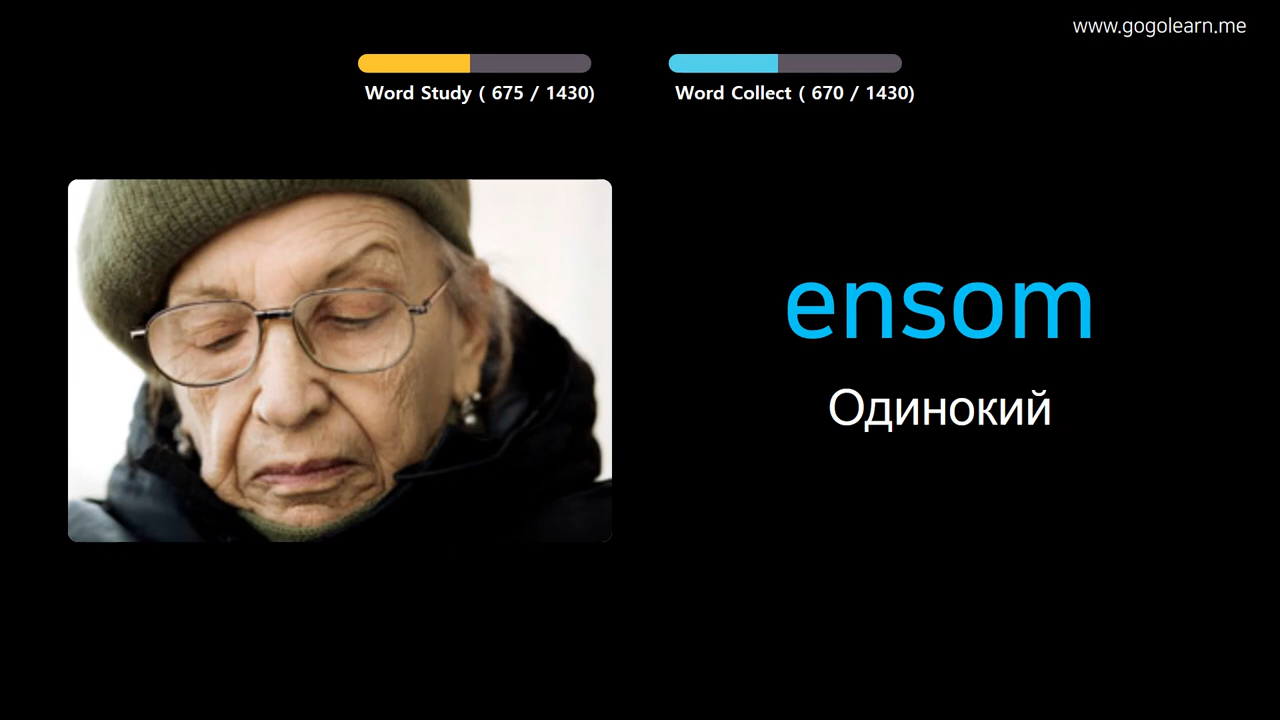 www.gogolearn.me
Word Study ( 675 / 1430)
Word Collect ( 670 / 1430)
ensom
Одинокий